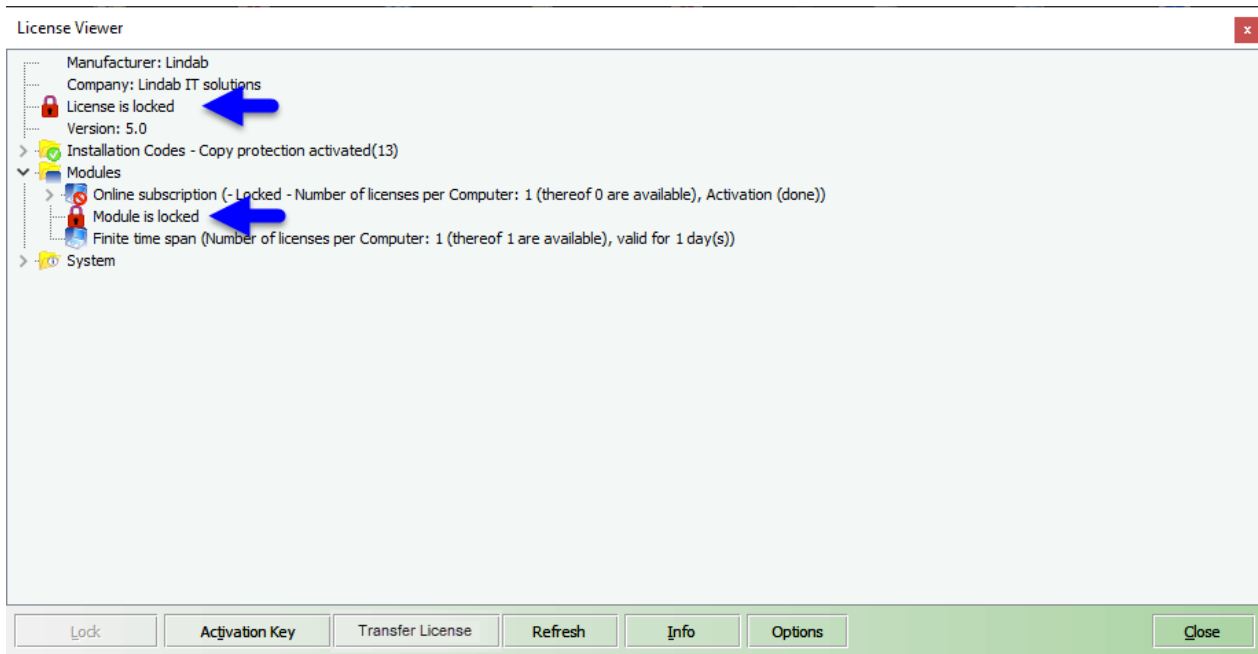 License Viewer
x
Manufacturer: Lindab
Company: Lindab IT solutions
License is locked
Version: 5.0
Installation Codes - Copy protection activated(13)
Modules
Online subscription (- Locked - Number of licenses per Computer: 1 (thereof 0 are available), Activation (done))
Module is locked
Finite time span (Number of licenses per Computer: 1 (thereof 1 are available), valid for 1 day(s))
System
Lock Activation Key Transfer License Refresh Info Options Close